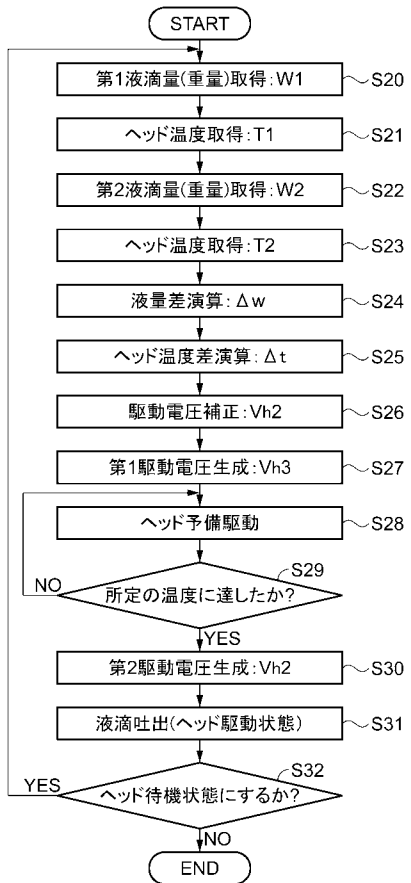 START
第1液滴量(重量)取得:W1
S20
ヘッド温度取得:T1
S21
第2液滴量(重量)取得:W2
S22
ヘッド温度取得:T2
S23
液量差演算:Δw
S24
ヘッド温度差演算:Δt
S25
駆動電圧補正:Vh2
S26
第1駆動電圧生成:Vh3
S27
ヘッド予備駆動
S28
S29
NO
所定の温度に達したか?
YES
第2駆動電圧生成:Vh2
S30
液滴吐出(ヘッド駆動状態)
S31
S32
YES
ヘッド待機状態にするか?
NO
END